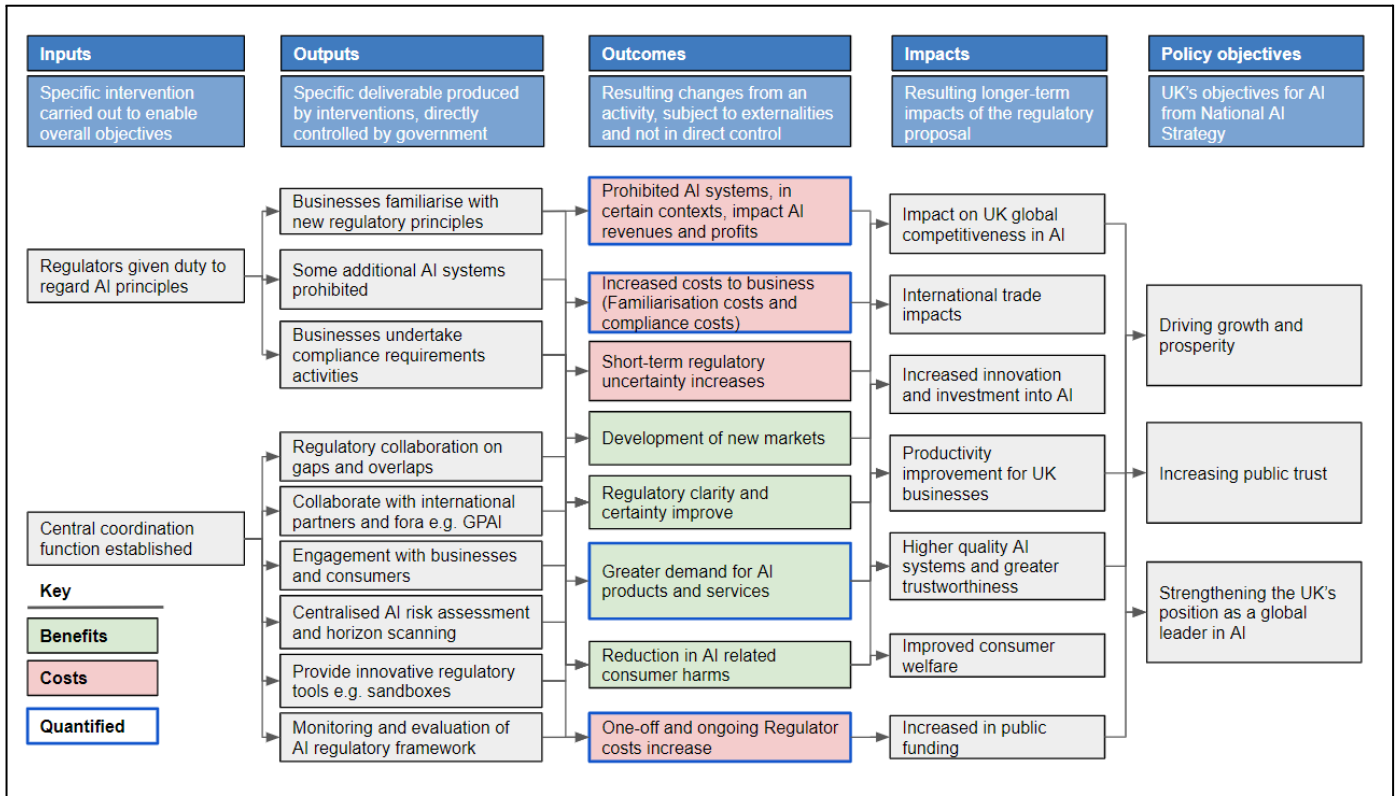 Inputs
Specific intervention
carried out to enable
overall objectives
Regulators given duty to
regard AI principles
Central coordination
function established
Key
Benefits
Costs
Quantified
Outputs
Specific deliverable produced
by interventions, directly
controlled by government
Businesses familiarise with
new regulatory principles
Some additional AI systems
prohibited
Businesses undertake
compliance requirements
activities
Regulatory collaboration on
gaps and overlaps
Collaborate with international
partners and fora e.g. GPAI
Engagement with businesses
and consumers
Centralised AI risk assessment
and horizon scanning
Provide innovative regulatory
tools e.g. sandboxes
Monitoring and evaluation of
AI regulatory framework
Outcomes
Resulting changes from an
activity, subject to externalities
and not in direct control
Prohibited AI systems, in
certain contexts, impact AI
revenues and profits
Increased costs to business
(Familiarisation costs and
compliance costs)
Short-term regulatory
uncertainty increases
Development of new markets
Regulatory clarity and
certainty improve
Greater demand for AI
products and services
Reduction in AI related
consumer harms
One-off and ongoing Regulator
costs increase
Impacts
Resulting longer-term
impacts of the regulatory
proposal
Impact on UK global
competitiveness in AI
International trade
impacts
Increased innovation
and investment into AI
Productivity
improvement for UK
businesses
Higher quality AI
systems and greater
trustworthiness
Improved consumer
welfare
Increased in public
funding
Policy objectives
UK's objectives for AI
from National AI
Strategy
Driving growth and
prosperity
Increasing public trust
Strengthening the UK's
position as a global
leader in AI